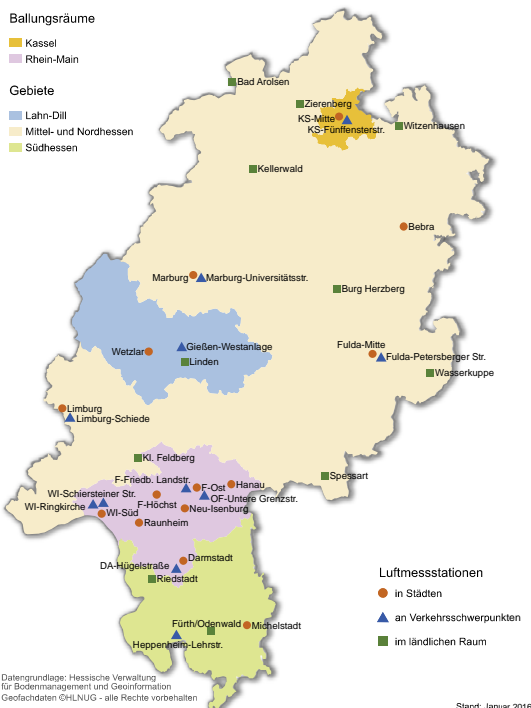 Ballungsräume
Kassel
Rhein-Main
Gebiete
Lahn-Dill
Mittel- und Nordhessen
Südhessen
Bad Arolsen
Zierenberg
KS-Mitte
KS-Fünffensterstr.
Witzenhausen
Kellerwald
Bebra
Marburg
Marburg-Universitätsstr.
Burg Herzberg
Gießen-Westanlage
Wetzlar
Linden
Fulda-Mitte
Fulda-Petersberger Str.
Wasserkuppe
Limburg
Limburg-Schiede
Kl. Feldberg
Spessart
F-Friedb. Landstr.
F-Ost
Hanau
WI-Schiersteiner Str.
OF-Untere Grenzstr.
WI-Ringkirche
F-Höchst
Neu-Isenburg
WI-Süd
Raunheim
Darmstadt
DA-Hügelstraße
Riedstadt
Fürth/Odenwald
Michelstadt
Heppenheim-Lehrstr.
Luftmessstationen
in Städten
an Verkehrsschwerpunkten
im ländlichen Raum
Datengrundlage: Hessische Verwaltung
für Bodenmanagement und Geoinformation
Geofachdaten ©HLNUG - alle Rechte vorbehalten
Stand: Januar 2016